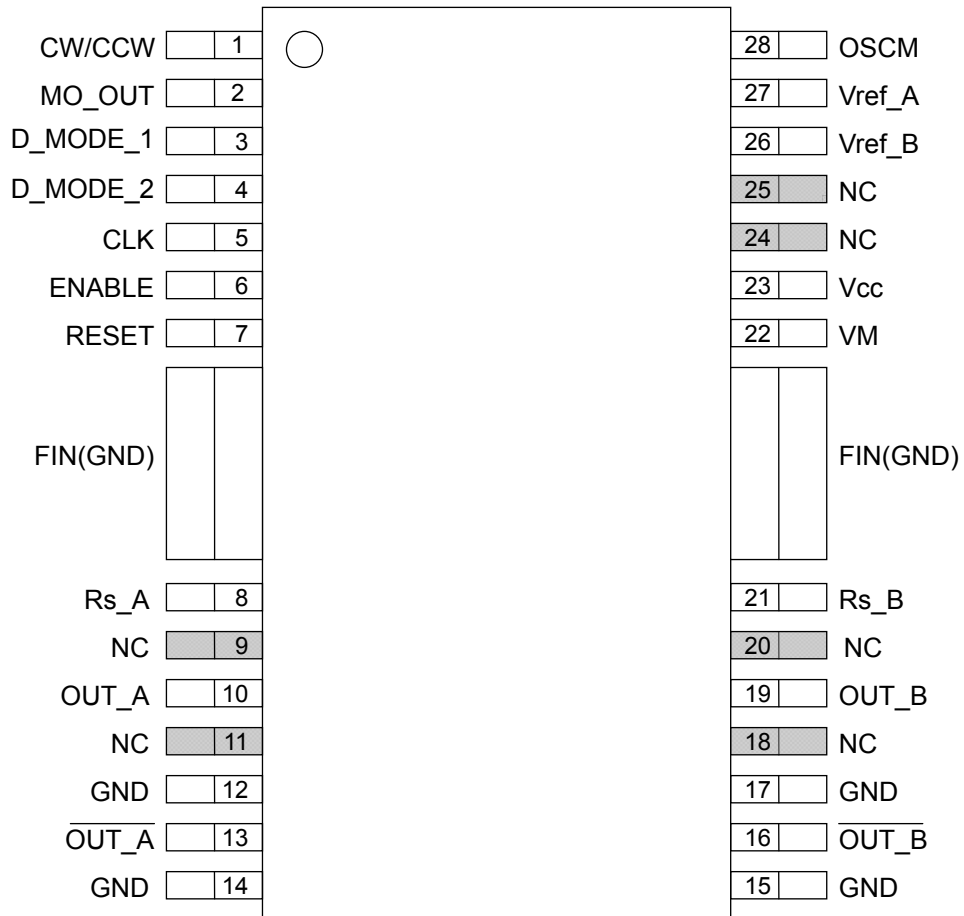 CW/CCW 1 28 OSCM
MO_OUT 2 27 Vref_A
D_MODE_1 3 26 Vref_B
D_MODE_2 4 25 NC
CLK 5 24 NC
ENABLE 6 23 Vcc
RESET 7 22 VM
FIN(GND) FIN(GND)
Rs_A 8 21 Rs_B
NC 9 20 NC
OUT_A 10 19 OUT_B
NC 11 18 NC
GND 12 17 GND
O̅U̅T̅_̅A̅ 13 16 O̅U̅T̅_̅B̅
GND 14 15 GND